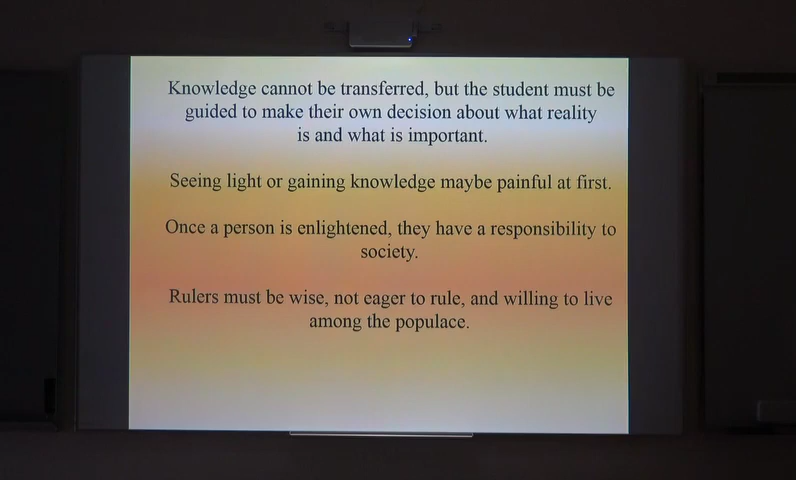 Knowledge cannot be transferred, but the student must be
guided to make their own decision about what reality
is and what is important.
Seeing light or gaining knowledge maybe painful at first.
Once a person is enlightened, they have a responsibility to
society.
Rulers must be wise, not eager to rule, and willing to live
among the populace.